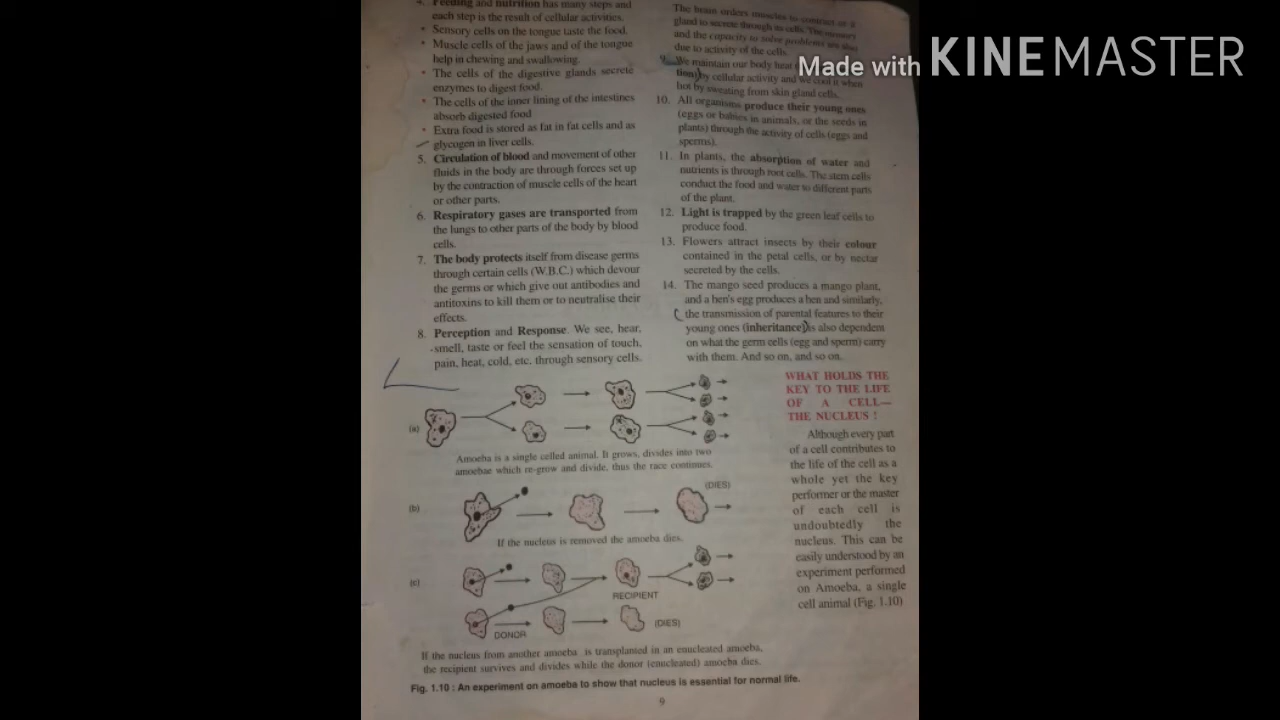 4. Feeding and nutrition has many steps and
each step is the result of cellular activities.
• Sensory cells on the tongue taste the food.
• Muscle cells of the jaws and of the tongue
help in chewing and swallowing.
• The cells of the digestive glands secrete
enzymes to digest food.
• The cells of the inner lining of the intestines
absorb digested food
• Extra food is stored as fat in fat cells and as
glycogen in liver cells.
5. Circulation of blood and movement of other
fluids in the body are through forces set up
by the contraction of muscle cells of the heart
or other parts.
6. Respiratory gases are transported from
the lungs to other parts of the body by blood
cells.
7. The body protects itself from disease germs
through certain cells (W.B.C.) which devour
the germs or which give out antibodies and
antitoxins to kill them or to neutralise their
effects.
8. Perception and Response. We see, hear,
smell, taste or feel the sensation of touch,
pain, heat, cold, etc. through sensory cells.
The brain orders muscles to contract or a
gland to secrete through its cells. The memory
and the capacity to solve problems are also
due to activity of the cells.
9. We maintain our body heat
tion) by cellular activity and we cool it when
hot by sweating from skin gland cells.
10. All organisms produce their young ones
(eggs or babies in animals, or the seeds in
plants) through the activity of cells (eggs and
sperms).
11. In plants, the absorption of water and
nutrients is through root cells. The stem cells
conduct the food and water to different parts
of the plant.
12. Light is trapped by the green leaf cells to
produce food.
13. Flowers attract insects by their colour
contained in the petal cells, or by nectar
secreted by the cells.
14. The mango seed produces a mango plant,
and a hen's egg produces a hen and similarly,
the transmission of parental features to their
young ones (inheritance) is also dependent
on what the germ cells (egg and sperm) carry
with them. And so on, and so on.
Made with KINEMASTER
(a)
Amoeba is a single celled animal. It grows, divides into two
amoebae which re-grow and divide, thus the race continues.
(b)
(DIES)
If the nucleus is removed the amoeba dies.
(c)
RECIPIENT
DONOR
(DIES)
If the nucleus from another amoeba is transplanted in an enucleated amoeba,
the recipient survives and divides while the donor (enucleated) amoeba dies.
Fig. 1.10 : An experiment on amoeba to show that nucleus is essential for normal life.
WHAT HOLDS THE
KEY TO THE LIFE
OF A CELL—
THE NUCLEUS !
Although every part
of a cell contributes to
the life of the cell as a
whole yet the key
performer or the master
of each cell is
undoubtedly the
nucleus. This can be
easily understood by an
experiment performed
on Amoeba, a single
cell animal (Fig. 1.10)
9